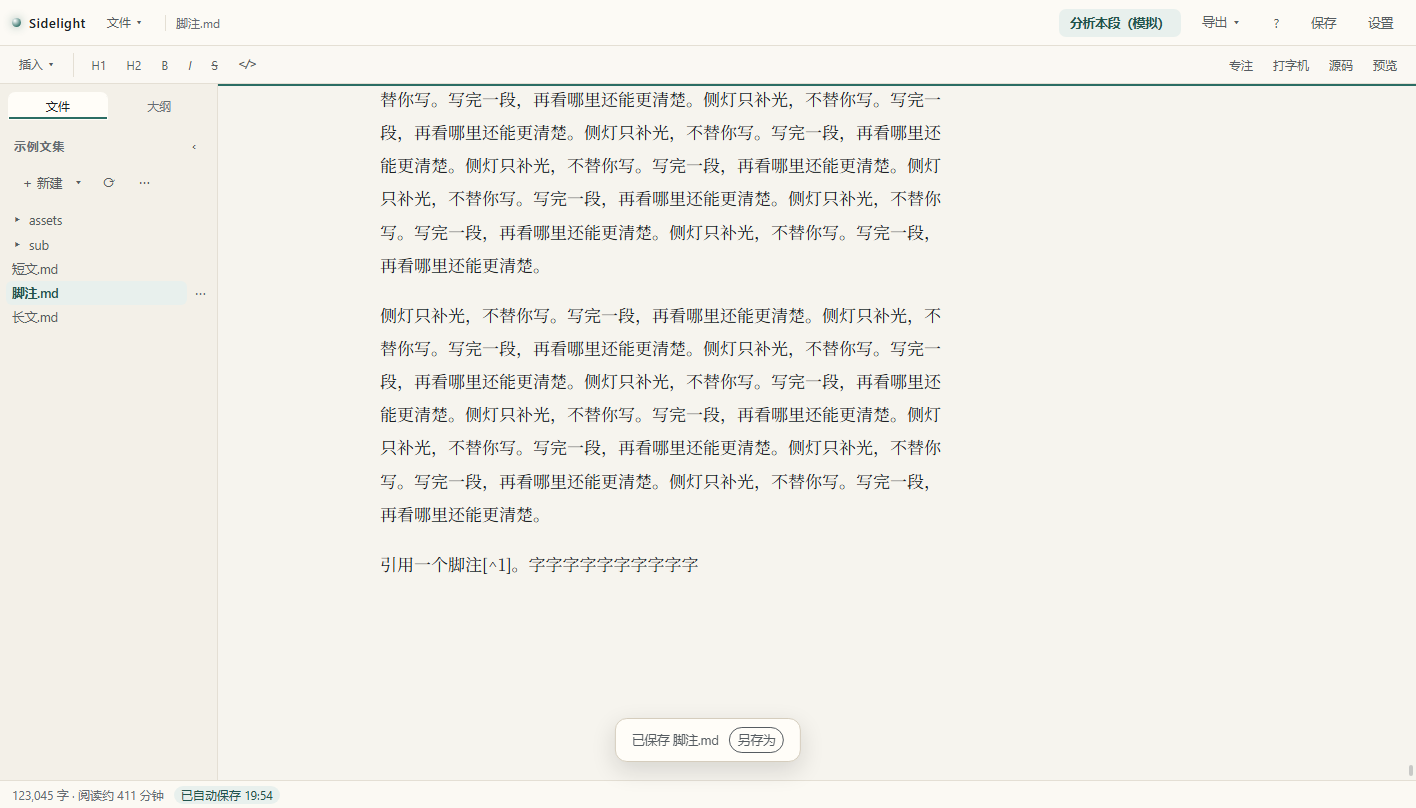 Sidelight 文件 脚注.md 分析本段（模拟） 导出 ? 保存 设置
插入 H1 H2 B I S </> 专注 打字机 源码 预览
文件 大纲
示例文集
+ 新建 ...
assets
sub
短文.md
脚注.md ...
长文.md
替你写。写完一段，再看哪里还能更清楚。侧灯只补光，不替你写。写完一
段，再看哪里还能更清楚。侧灯只补光，不替你写。写完一段，再看哪里还
能更清楚。侧灯只补光，不替你写。写完一段，再看哪里还能更清楚。侧灯
只补光，不替你写。写完一段，再看哪里还能更清楚。侧灯只补光，不替你
写。写完一段，再看哪里还能更清楚。侧灯只补光，不替你写。写完一段，
再看哪里还能更清楚。
侧灯只补光，不替你写。写完一段，再看哪里还能更清楚。侧灯只补光，不
替你写。写完一段，再看哪里还能更清楚。侧灯只补光，不替你写。写完一
段，再看哪里还能更清楚。侧灯只补光，不替你写。写完一段，再看哪里还
能更清楚。侧灯只补光，不替你写。写完一段，再看哪里还能更清楚。侧灯
只补光，不替你写。写完一段，再看哪里还能更清楚。侧灯只补光，不替你
写。写完一段，再看哪里还能更清楚。侧灯只补光，不替你写。写完一段，
再看哪里还能更清楚。
引用一个脚注[^1]。字字字字字字字字字字
已保存 脚注.md 另存为
123,045 字 · 阅读约 411 分钟 已自动保存 19:54